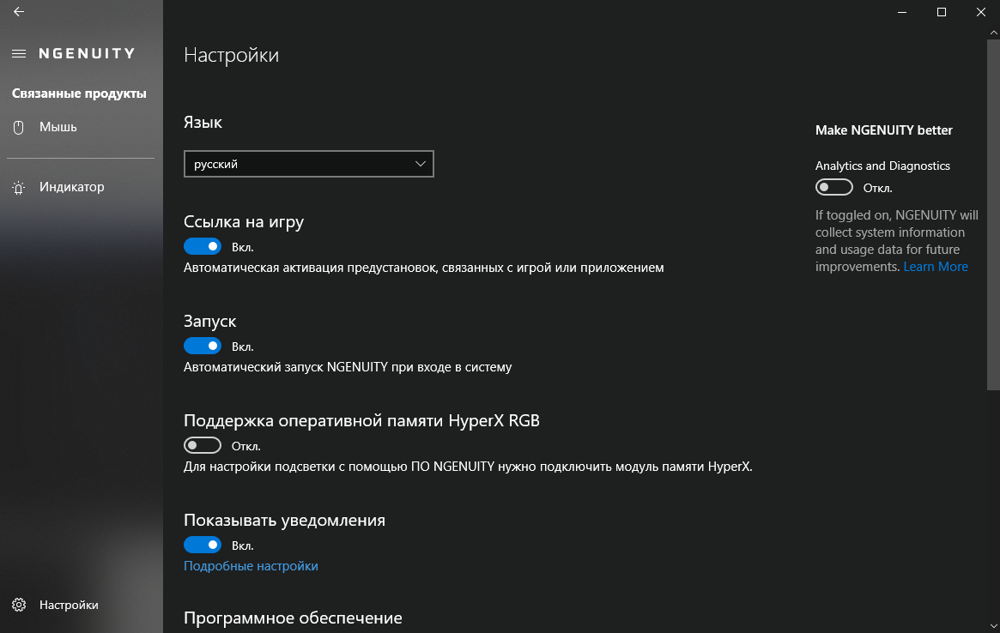 NGENUITY
Связанные продукты
Мышь
Индикатор
Настройки
Настройки
Язык
русский
Ссылка на игру
Вкл.
Автоматическая активация предустановок, связанных с игрой или приложением
Запуск
Вкл.
Автоматический запуск NGENUITY при входе в систему
Поддержка оперативной памяти HyperX RGB
Откл.
Для настройки подсветки с помощью ПО NGENUITY нужно подключить модуль памяти HyperX.
Показывать уведомления
Вкл.
Подробные настройки
Программное обеспечение
Make NGENUITY better
Analytics and Diagnostics
Откл.
If toggled on, NGENUITY will
collect system information
and usage data for future
improvements. Learn More